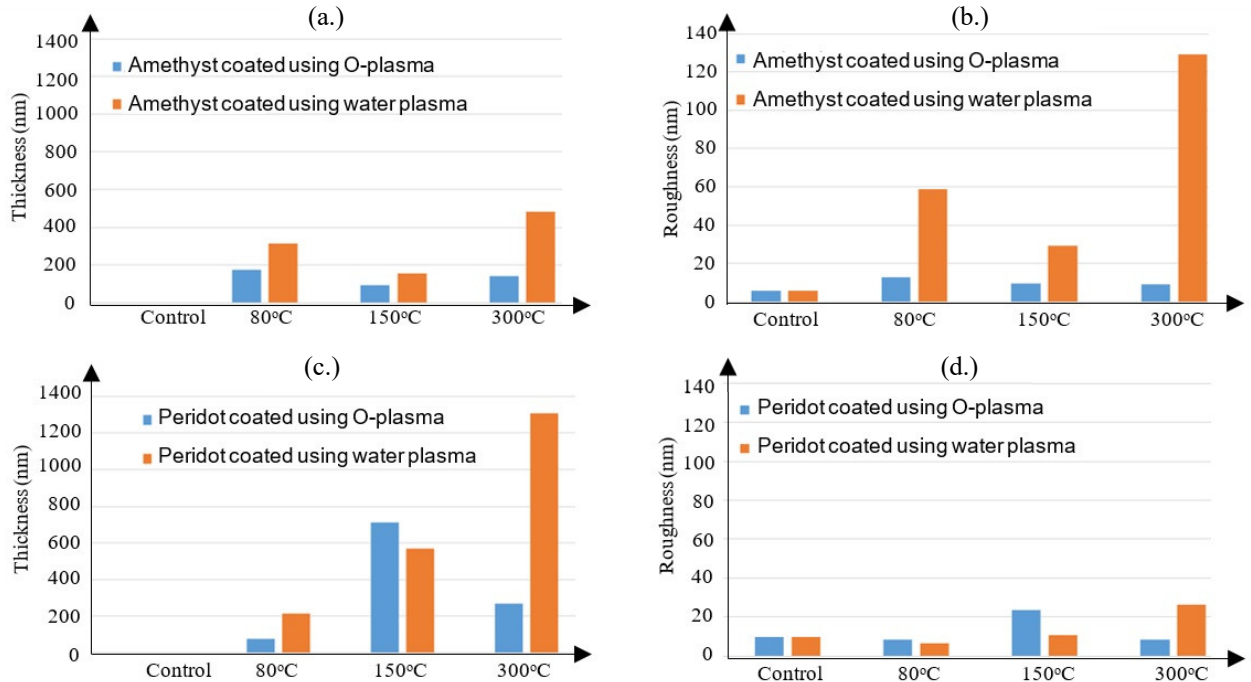 (a.)
Thickness (nm)
1400
1200
1000
800
600
400
200
0
Amethyst coated using O-plasma
Amethyst coated using water plasma
Control 80°C 150°C 300°C
(b.)
Roughness (nm)
140
120
100
80
60
40
20
0
Amethyst coated using O-plasma
Amethyst coated using water plasma
Control 80°C 150°C 300°C
(c.)
Thickness (nm)
1400
1200
1000
800
600
400
200
0
Peridot coated using O-plasma
Peridot coated using water plasma
Control 80°C 150°C 300°C
(d.)
Roughness (nm)
140
120
100
80
60
40
20
0
Peridot coated using O-plasma
Peridot coated using water plasma
Control 80°C 150°C 300°C